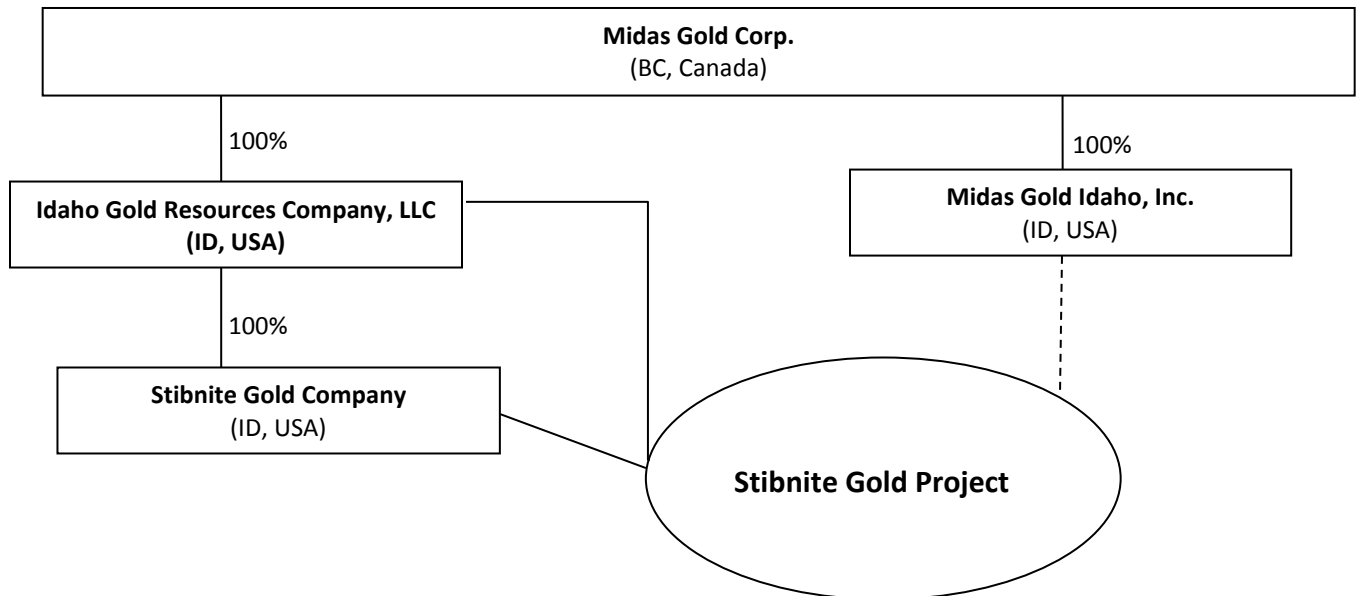 Midas Gold Corp.
(BC, Canada)
100%
100%
Idaho Gold Resources Company, LLC
(ID, USA)
Midas Gold Idaho, Inc.
(ID, USA)
100%
Stibnite Gold Company
(ID, USA)
Stibnite Gold Project